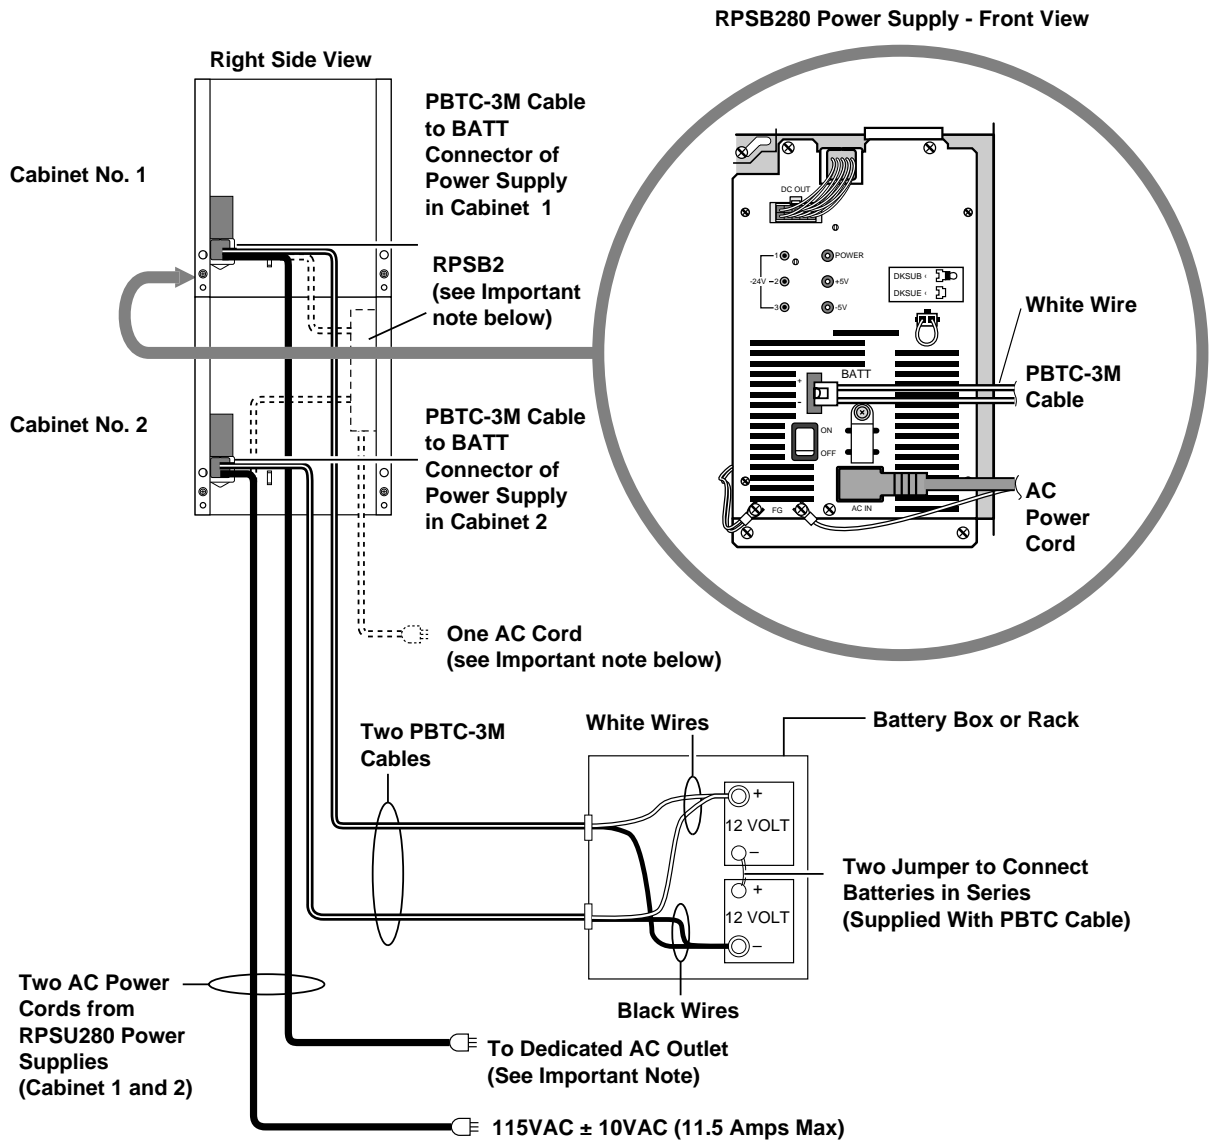 RPSB280 Power Supply - Front View
Right Side View
PBTC-3M Cable
to BATT
Connector of
Power Supply
in Cabinet 1
Cabinet No. 1
RPSB2
(see Important
note below)
Cabinet No. 2
PBTC-3M Cable
to BATT
Connector of
Power Supply
in Cabinet 2
DC OUT
1
-24V
2
3
POWER
+5V
-5V
DKSUB ‹
DKSUE ‹
White Wire
BATT
+
-
PBTC-3M
Cable
ON
OFF
AC
Power
Cord
FG
AC IN
One AC Cord
(see Important note below)
Two PBTC-3M
Cables
White Wires
Battery Box or Rack
+
12 VOLT
–
+
12 VOLT
–
Two Jumper to Connect
Batteries in Series
(Supplied With PBTC Cable)
Black Wires
Two AC Power
Cords from
RPSU280 Power
Supplies
(Cabinet 1 and 2)
To Dedicated AC Outlet
(See Important Note)
115VAC ± 10VAC (11.5 Amps Max)